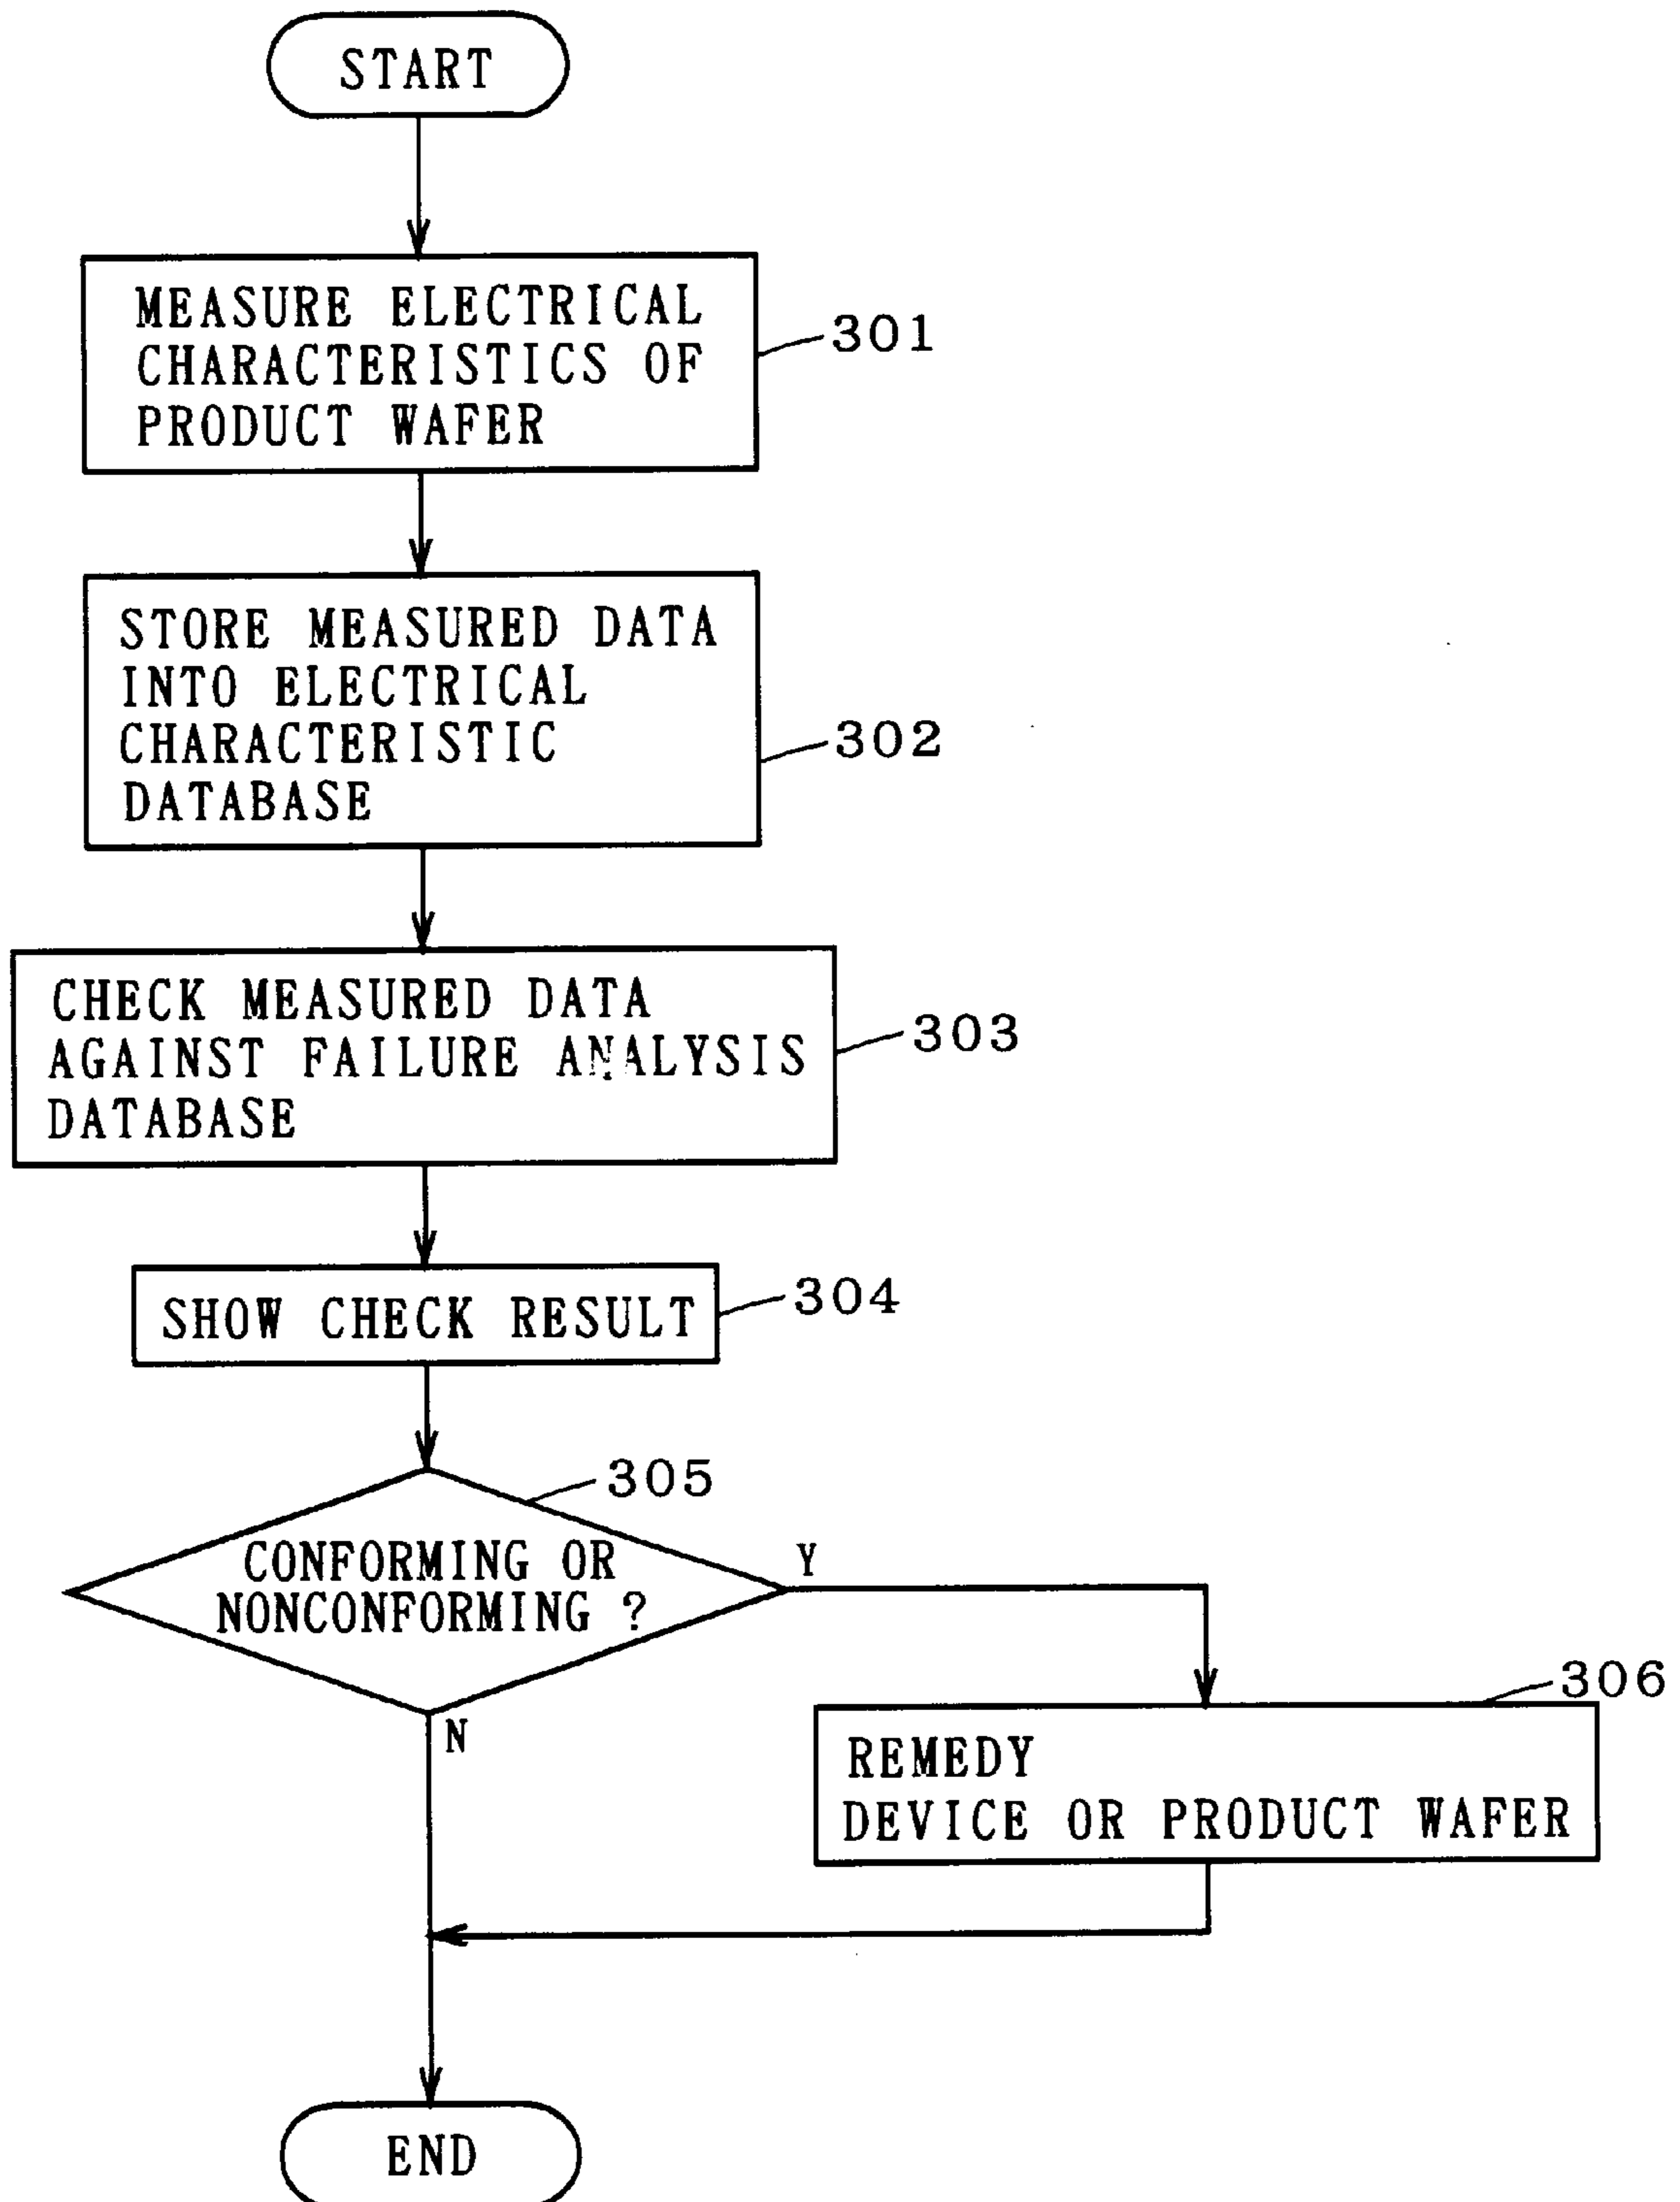 START
MEASURE ELECTRICAL
CHARACTERISTICS OF
PRODUCT WAFER
301
STORE MEASURED DATA
INTO ELECTRICAL
CHARACTERISTIC
DATABASE
302
CHECK MEASURED DATA
AGAINST FAILURE ANALYSIS
DATABASE
303
SHOW CHECK RESULT
304
305
CONFORMING OR
NONCONFORMING ?
Y
N
306
REMEDY
DEVICE OR PRODUCT WAFER
END